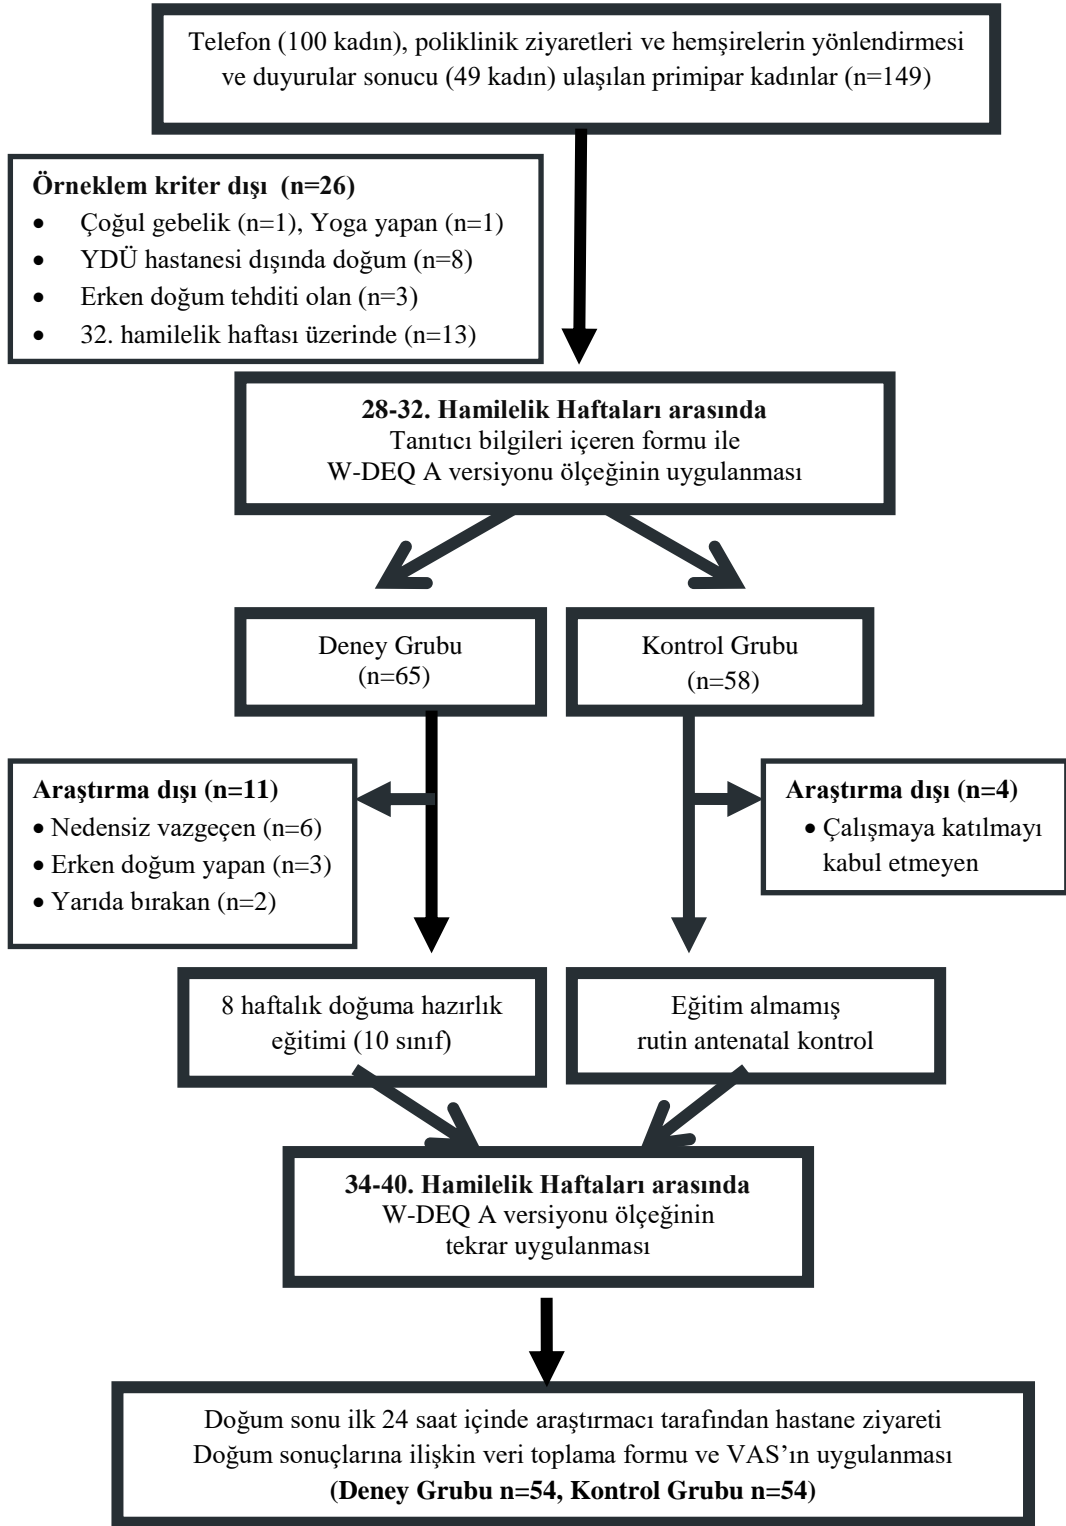 Telefon (100 kadın), poliklinik ziyaretleri ve hemşirelerin yönlendirmesi
ve duyurular sonucu (49 kadın) ulaşılan primipar kadınlar (n=149)
Örneklem kriter dışı (n=26)
• Çoğul gebelik (n=1), Yoga yapan (n=1)
• YDÜ hastanesi dışında doğum (n=8)
• Erken doğum tehditi olan (n=3)
• 32. hamilelik haftası üzerinde (n=13)
28-32. Hamilelik Haftaları arasında
Tanıtıcı bilgileri içeren formu ile
W-DEQ A versiyonu ölçeğinin uygulanması
Deney Grubu
(n=65)
Kontrol Grubu
(n=58)
Araştırma dışı (n=11)
• Nedensiz vazgeçen (n=6)
• Erken doğum yapan (n=3)
• Yarıda bırakan (n=2)
Araştırma dışı (n=4)
• Çalışmaya katılmayı
kabul etmeyen
8 haftalık doğuma hazırlık
eğitimi (10 sınıf)
Eğitim almamış
rutin antenatal kontrol
34-40. Hamilelik Haftaları arasında
W-DEQ A versiyonu ölçeğinin
tekrar uygulanması
Doğum sonu ilk 24 saat içinde araştırmacı tarafından hastane ziyareti
Doğum sonuçlarına ilişkin veri toplama formu ve VAS’ın uygulanması
(Deney Grubu n=54, Kontrol Grubu n=54)